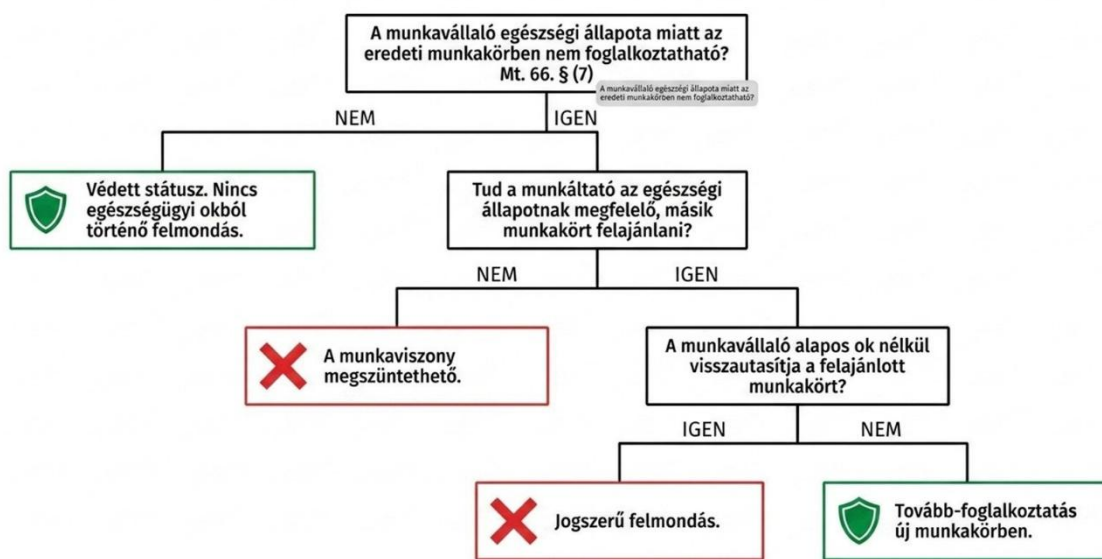 A munkavállaló egészségi állapota miatt az
eredeti munkakörben nem foglalkoztatható?
Mt. 66. § (7)
A munkavállaló egészségi állapota miatt az
eredeti munkakörben nem foglalkoztatható?
NEM
IGEN
Védett státusz. Nincs
egészségügyi okból
történő felmondás.
Tud a munkáltató az egészségi
állapotnak megfelelő, másik
munkakört felajánlani?
NEM
IGEN
A munkaviszony
megszüntethető.
A munkavállaló alapos ok nélkül
visszautasítja a felajánlott
munkakört?
IGEN
NEM
Jogszerű felmondás.
Tovább-foglalkoztatás
új munkakörben.